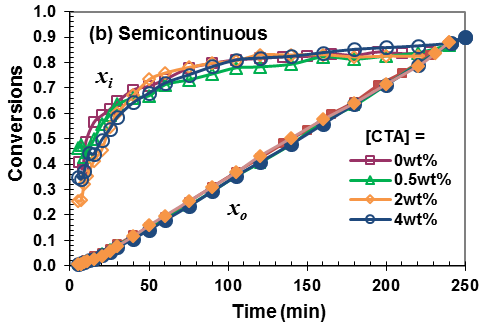 (b) Semicontinuous
x_i
x_o
[CTA] =
0wt%
0.5wt%
2wt%
4wt%
Conversions
1.0
0.9
0.8
0.7
0.6
0.5
0.4
0.3
0.2
0.1
0.0
0 50 100 150 200 250
Time (min)